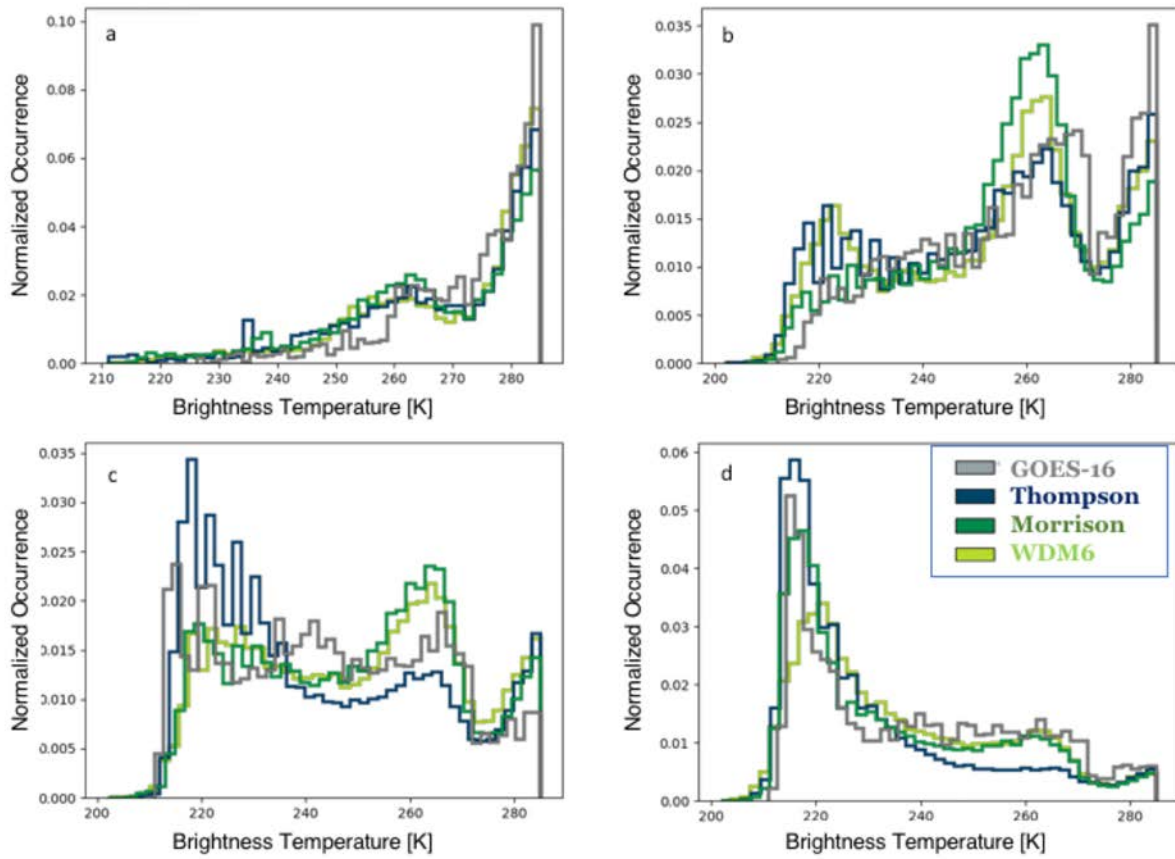 a
0.10
0.08
0.06
0.04
0.02
0.00
210 220 230 240 250 260 270 280
Normalized Occurrence
Brightness Temperature [K]
b
0.035
0.030
0.025
0.020
0.015
0.010
0.005
0.000
200 220 240 260 280
Normalized Occurrence
Brightness Temperature [K]
c
0.035
0.030
0.025
0.020
0.015
0.010
0.005
0.000
200 220 240 260 280
Normalized Occurrence
Brightness Temperature [K]
d
0.06
0.05
0.04
0.03
0.02
0.01
0.00
200 220 240 260 280
Normalized Occurrence
Brightness Temperature [K]
GOES-16
Thompson
Morrison
WDM6